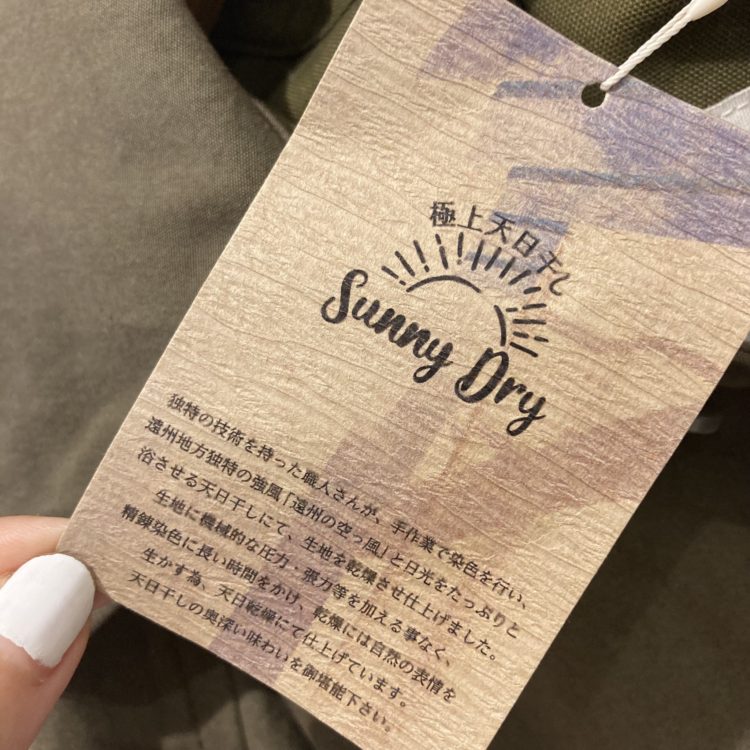 極上天日干し
Sunny Dry
独特の技術を持った職人さんが、手作業で染色を行い、
遠州地方独特の強風「遠州の空っ風」と日光をたっぷりと
浴させる天日干しにて、生地を乾燥させ仕上げました。
生地に機械的な圧力・張力等を加える事なく、
精錬染色に長い時間をかけ、乾燥には自然の表情を
生かす為、天日乾燥にて仕上げています。
天日干しの奥深い味わいを御堪能下さい。